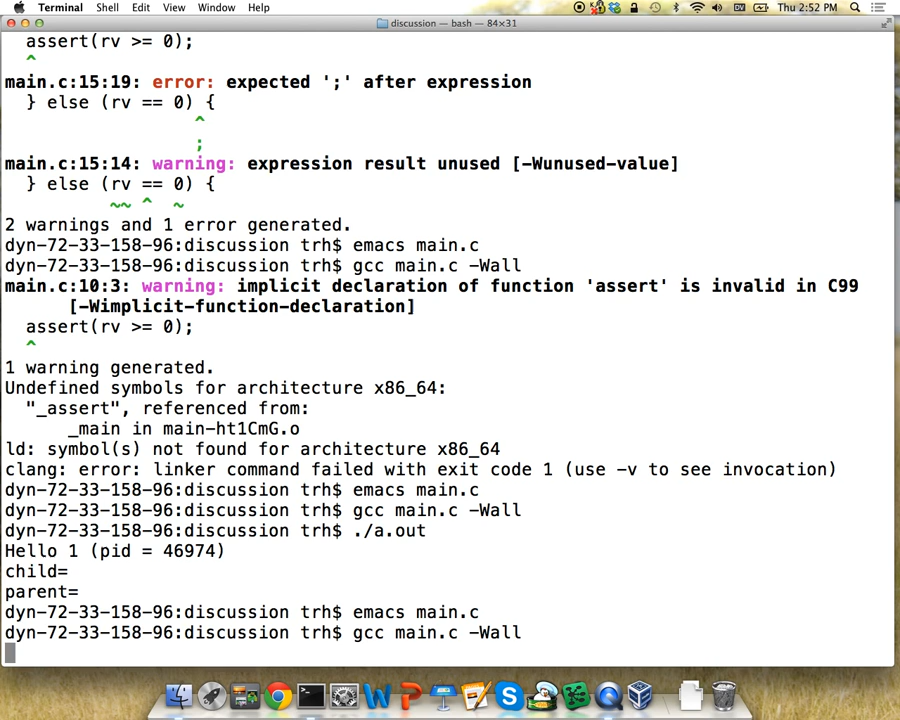 Terminal Shell Edit View Window Help Thu 2:52 PM
discussion — bash — 84×31
assert(rv >= 0);
^
main.c:15:19: error: expected ';' after expression
} else (rv == 0) {
^
;
main.c:15:14: warning: expression result unused [-Wunused-value]
} else (rv == 0) {
~~ ^ ~
2 warnings and 1 error generated.
dyn-72-33-158-96:discussion trh$ emacs main.c
dyn-72-33-158-96:discussion trh$ gcc main.c -Wall
main.c:10:3: warning: implicit declaration of function 'assert' is invalid in C99
[-Wimplicit-function-declaration]
assert(rv >= 0);
^
1 warning generated.
Undefined symbols for architecture x86_64:
"_assert", referenced from:
_main in main-ht1CmG.o
ld: symbol(s) not found for architecture x86_64
clang: error: linker command failed with exit code 1 (use -v to see invocation)
dyn-72-33-158-96:discussion trh$ emacs main.c
dyn-72-33-158-96:discussion trh$ gcc main.c -Wall
dyn-72-33-158-96:discussion trh$ ./a.out
Hello 1 (pid = 46974)
child=
parent=
dyn-72-33-158-96:discussion trh$ emacs main.c
dyn-72-33-158-96:discussion trh$ gcc main.c -Wall